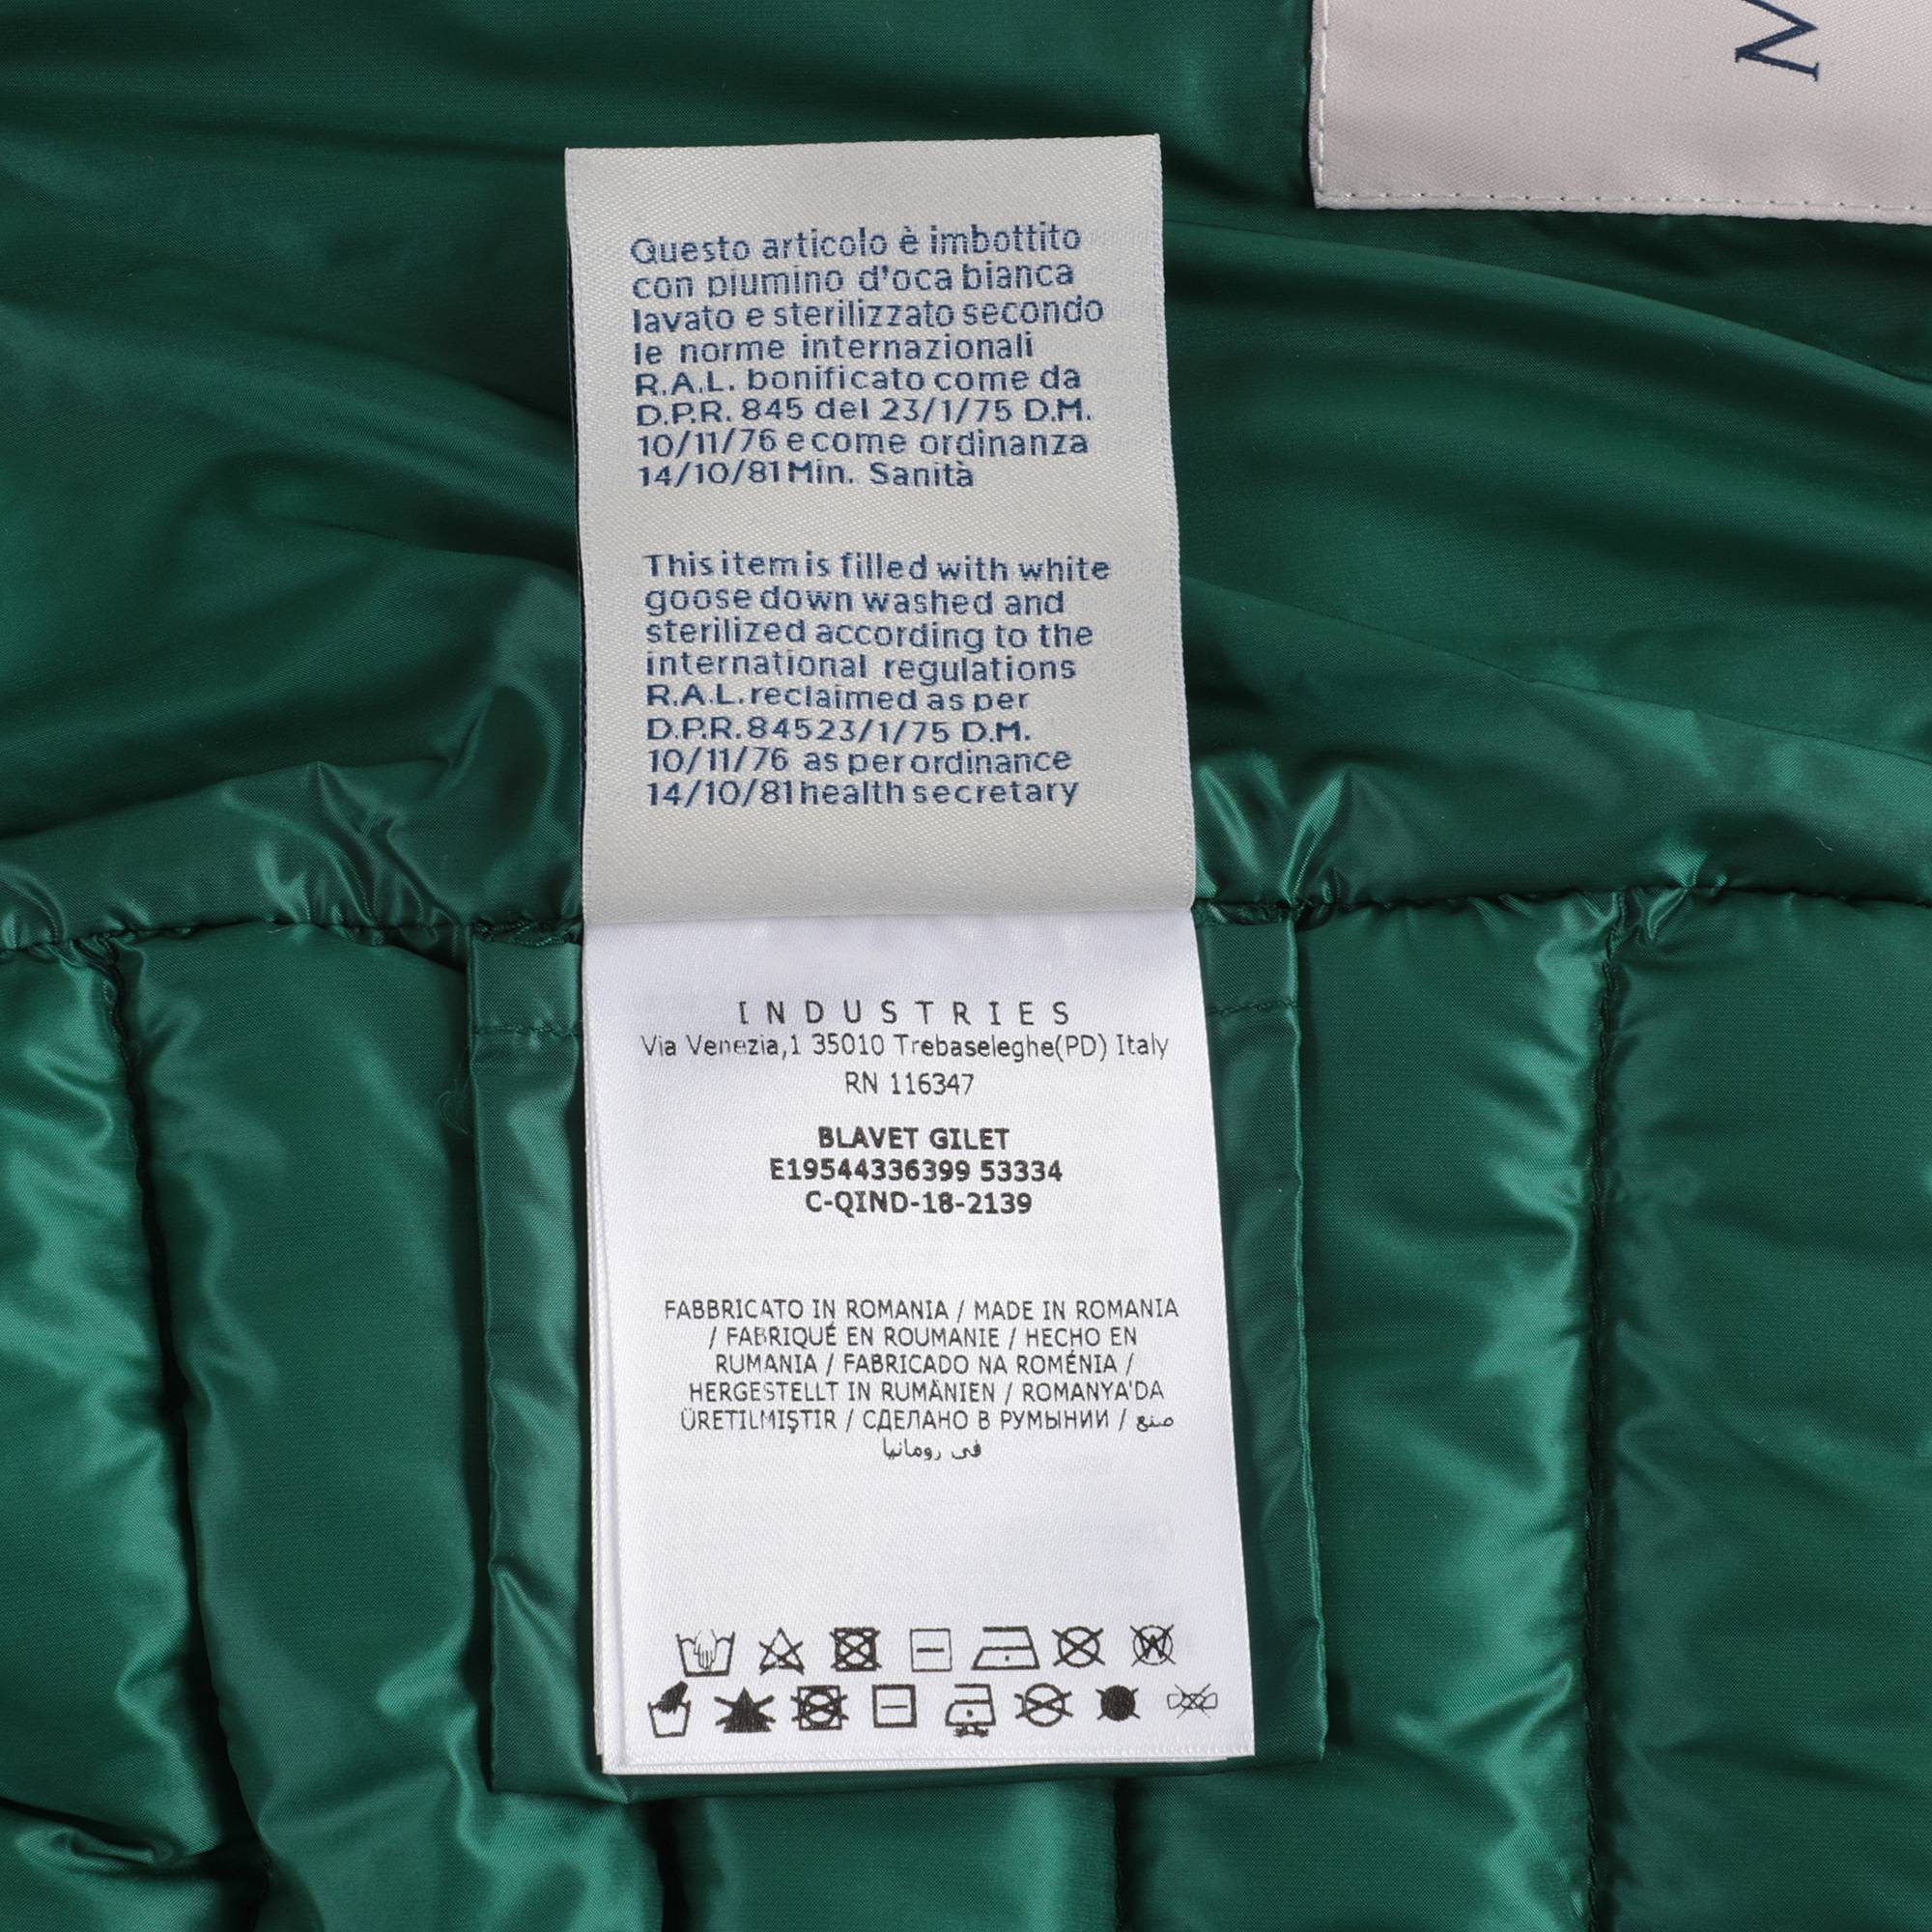 M
Questo articolo è imbottito
con piumino d'oca bianca
lavato e sterilizzato secondo
le norme internazionali
R.A.L. bonificato come da
D.P.R. 845 del 23/1/75 D.M.
10/11/76 e come ordinanza
14/10/81 Min. Sanità
This item is filled with white
goose down washed and
sterilized according to the
international regulations
R.A.L. reclaimed as per
D.P.R. 845 23/1/75 D.M.
10/11/76 as per ordinance
14/10/81 health secretary
INDUSTRIES
Via Venezia,1 35010 Trebaseleghe(PD) Italy
RN 116347
BLAVET GILET
E19544336399 53334
C-QIND-18-2139
FABBRICATO IN ROMANIA / MADE IN ROMANIA
/ FABRIQUÉ EN ROUMANIE / HECHO EN
RUMANIA / FABRICADO NA ROMÉNIA /
HERGESTELLT IN RUMÄNIEN / ROMANYA'DA
ÜRETILMIŞTIR / СДЕЛАНО В РУМЫНИИ / صنع
فى رومانيا
W